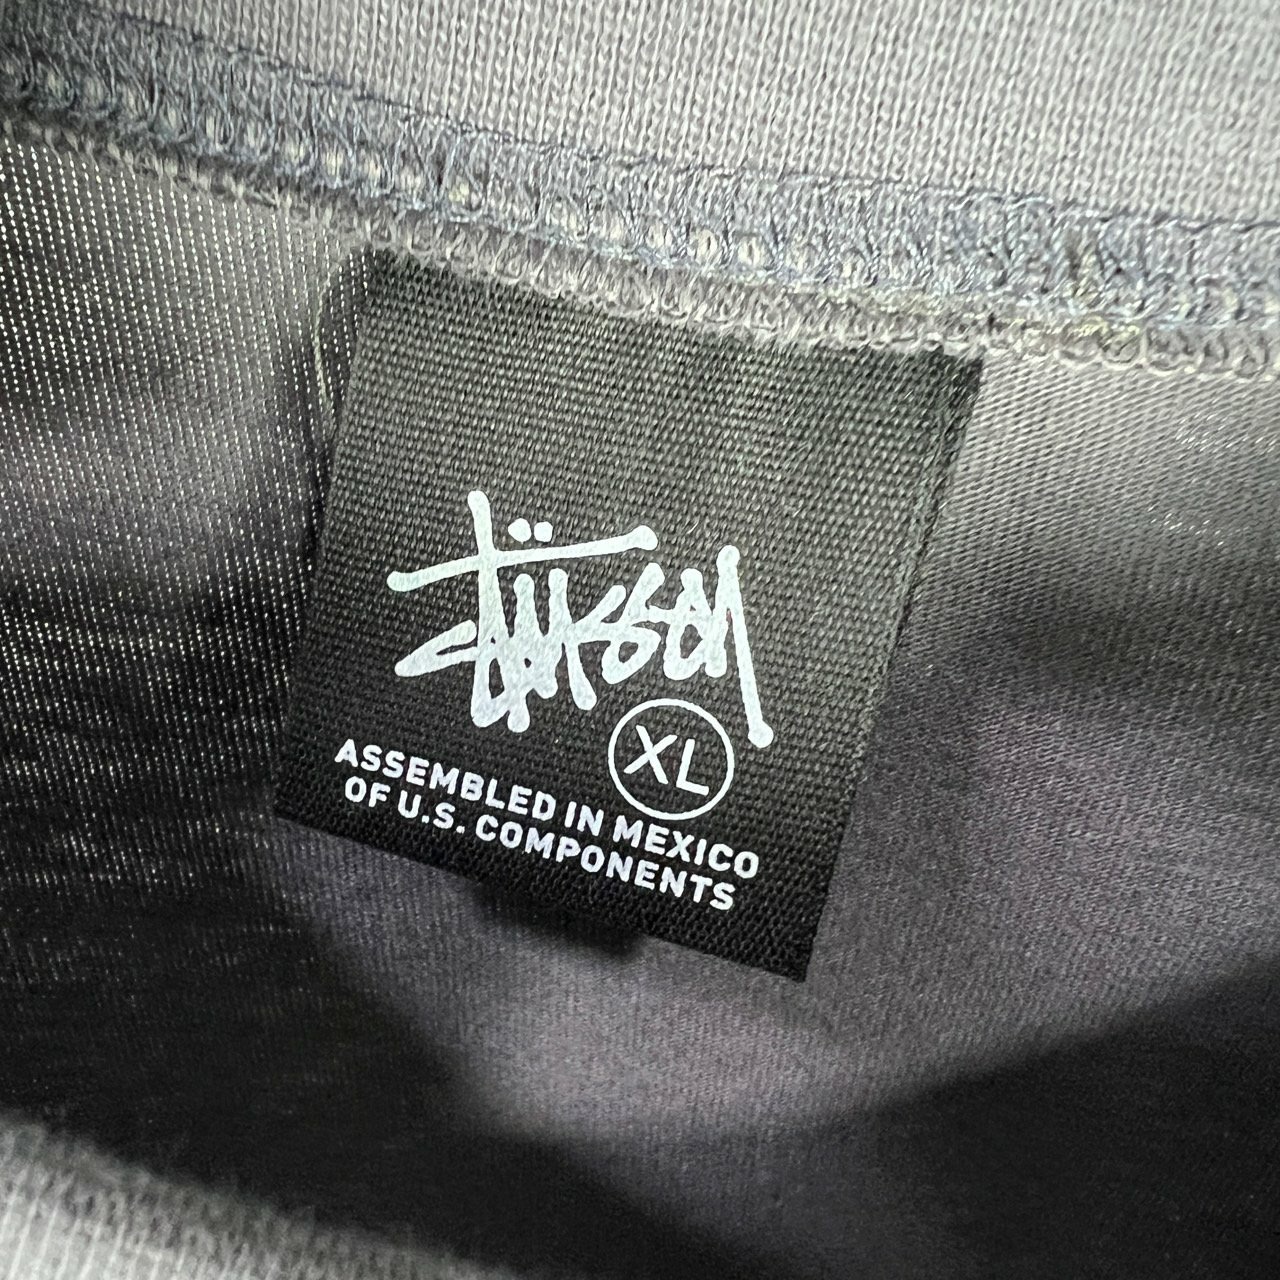 Stüssy
XL
ASSEMBLED IN MEXICO
OF U.S. COMPONENTS